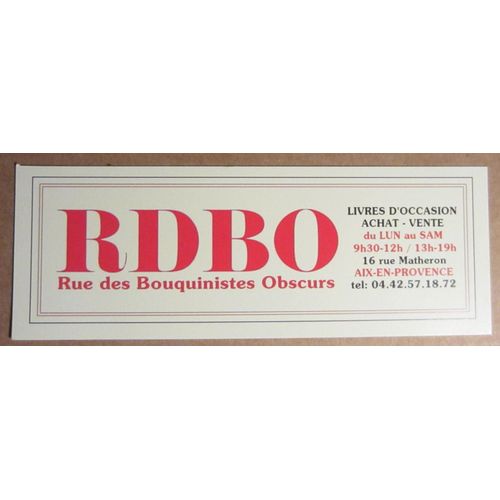 RDBO
Rue des Bouquinistes Obscurs
LIVRES D'OCCASION
ACHAT - VENTE
du LUN au SAM
9h30-12h / 13h-19h
16 rue Matheron
AIX-EN-PROVENCE
tel: 04.42.57.18.72